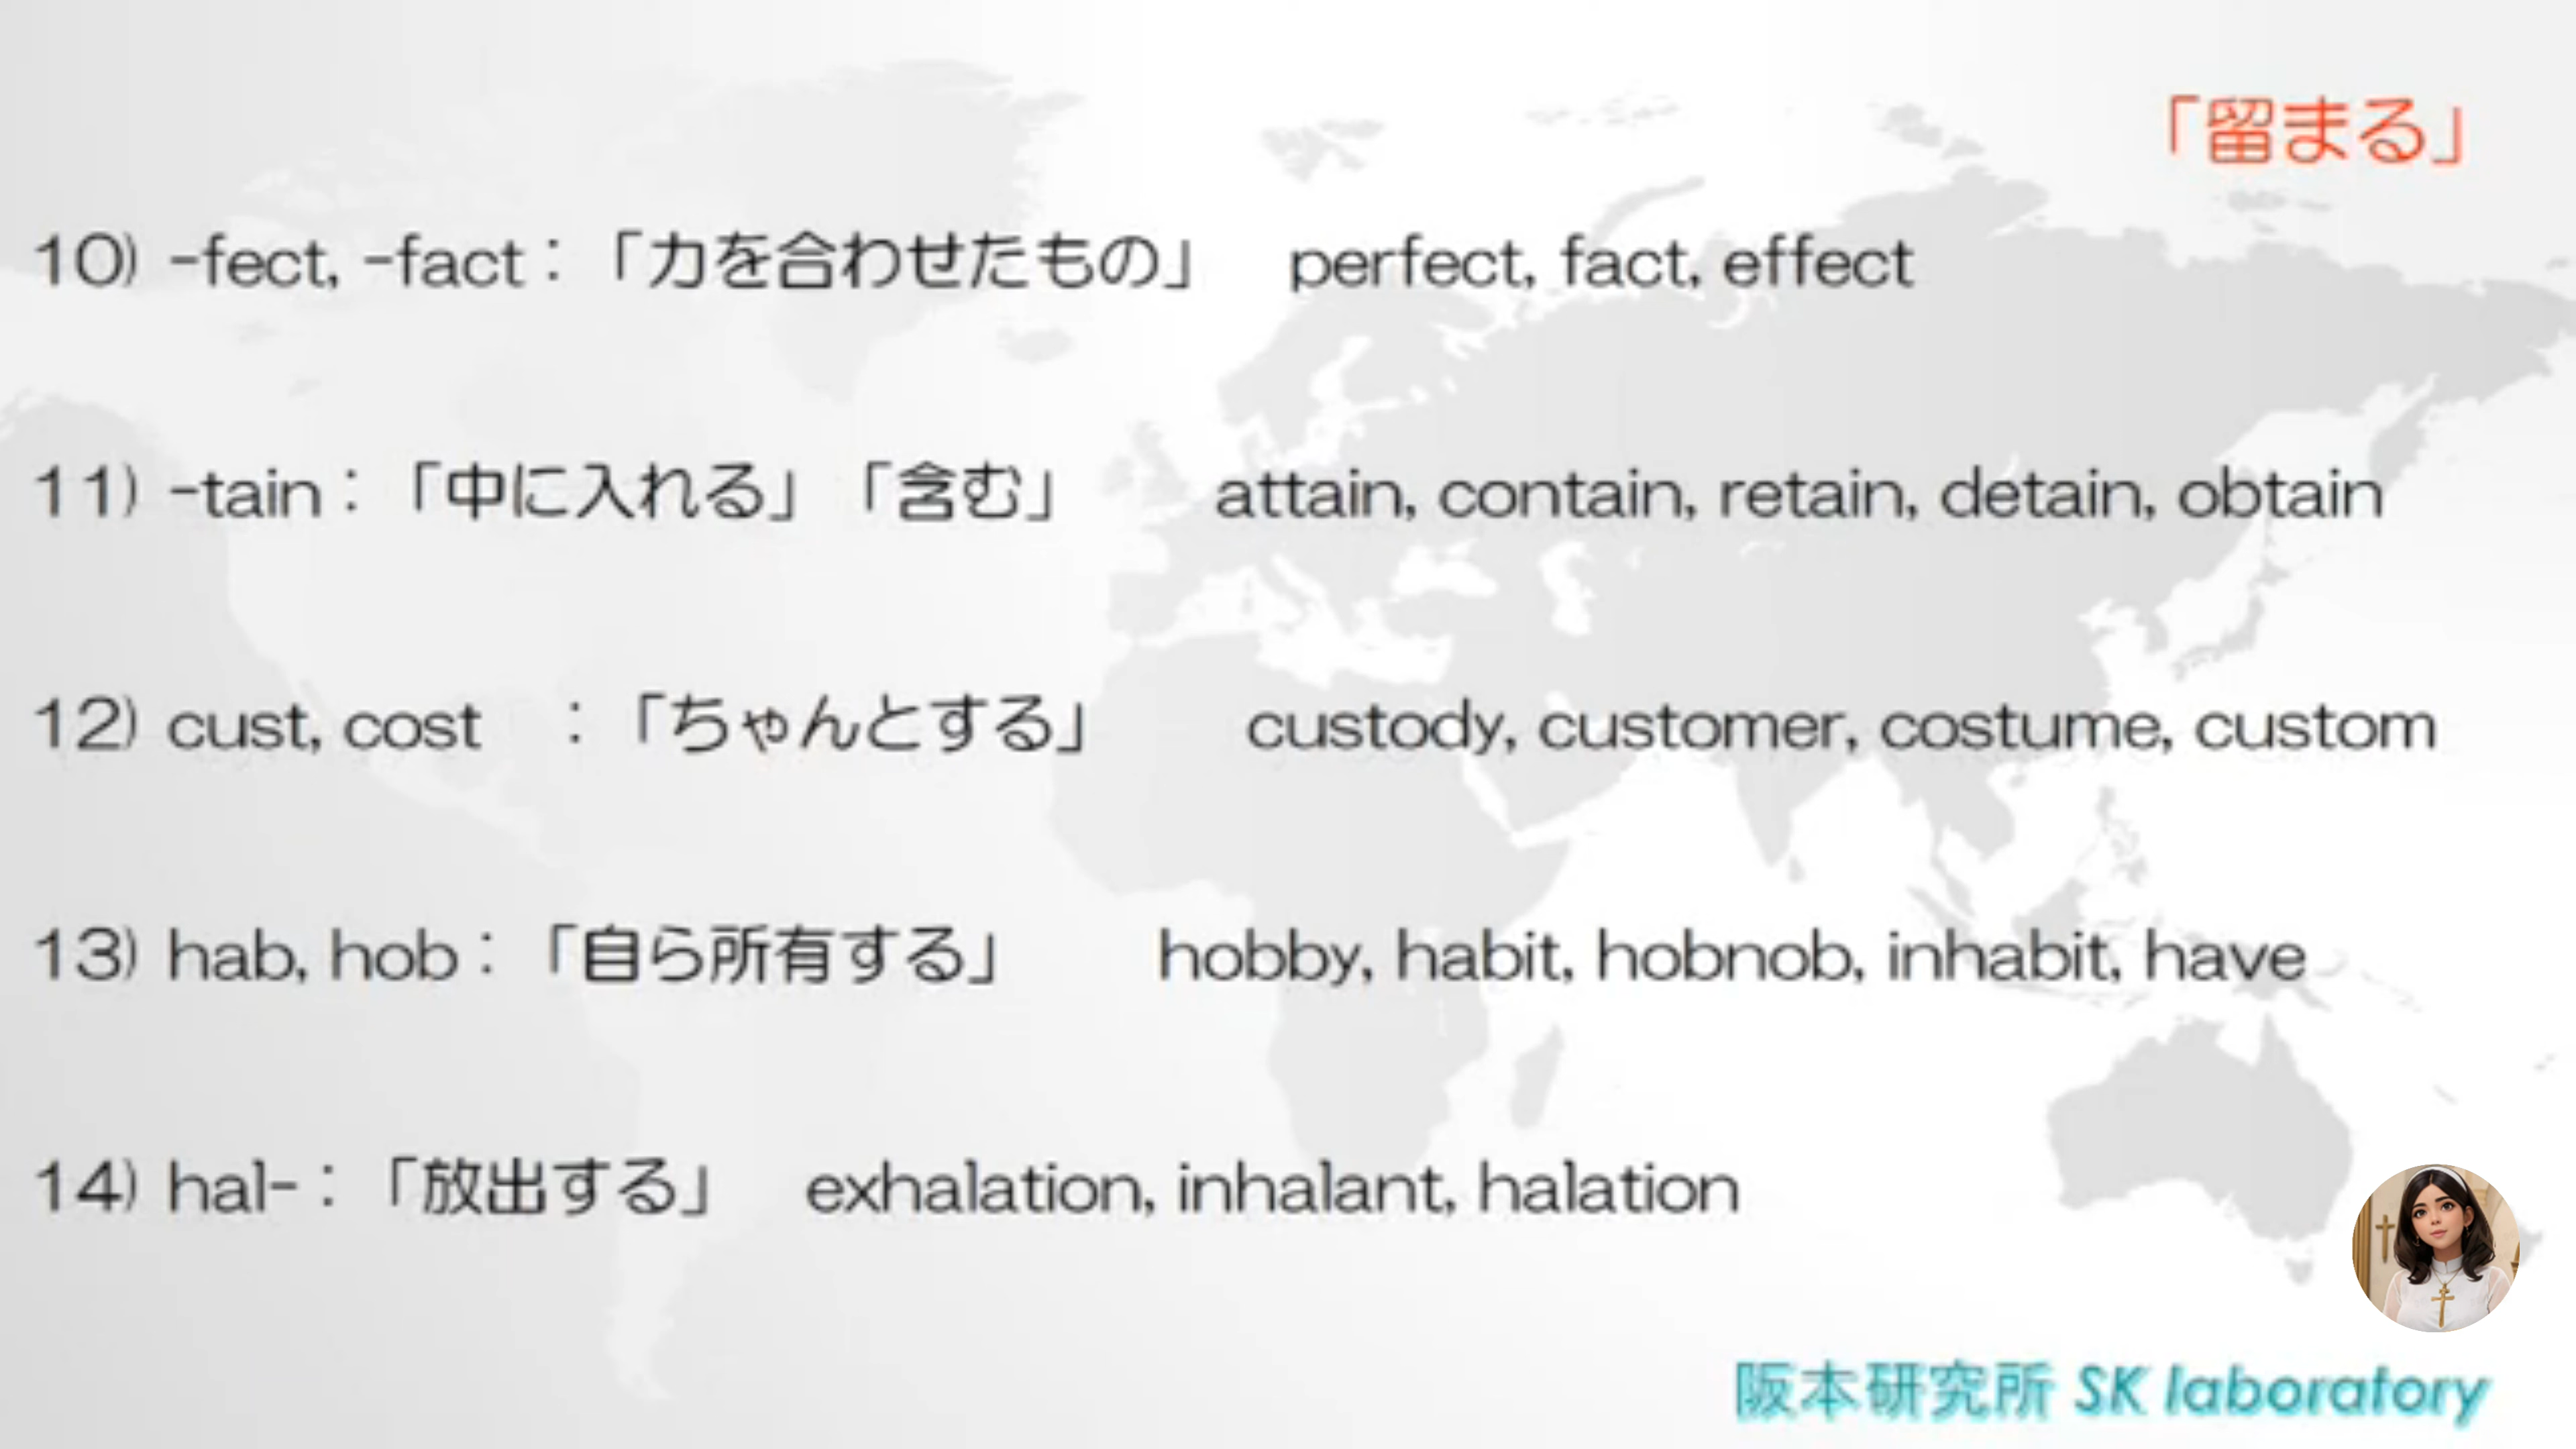 「留まる」
10) -fect, -fact：「力を合わせたもの」 perfect, fact, effect
11) -tain：「中に入れる」「含む」 attain, contain, retain, detain, obtain
12) cust, cost ：「ちゃんとする」 custody, customer, costume, custom
13) hab, hob：「自ら所有する」 hobby, habit, hobnob, inhabit, have
14) hal-：「放出する」 exhalation, inhalant, halation
阪本研究所 SK laboratory